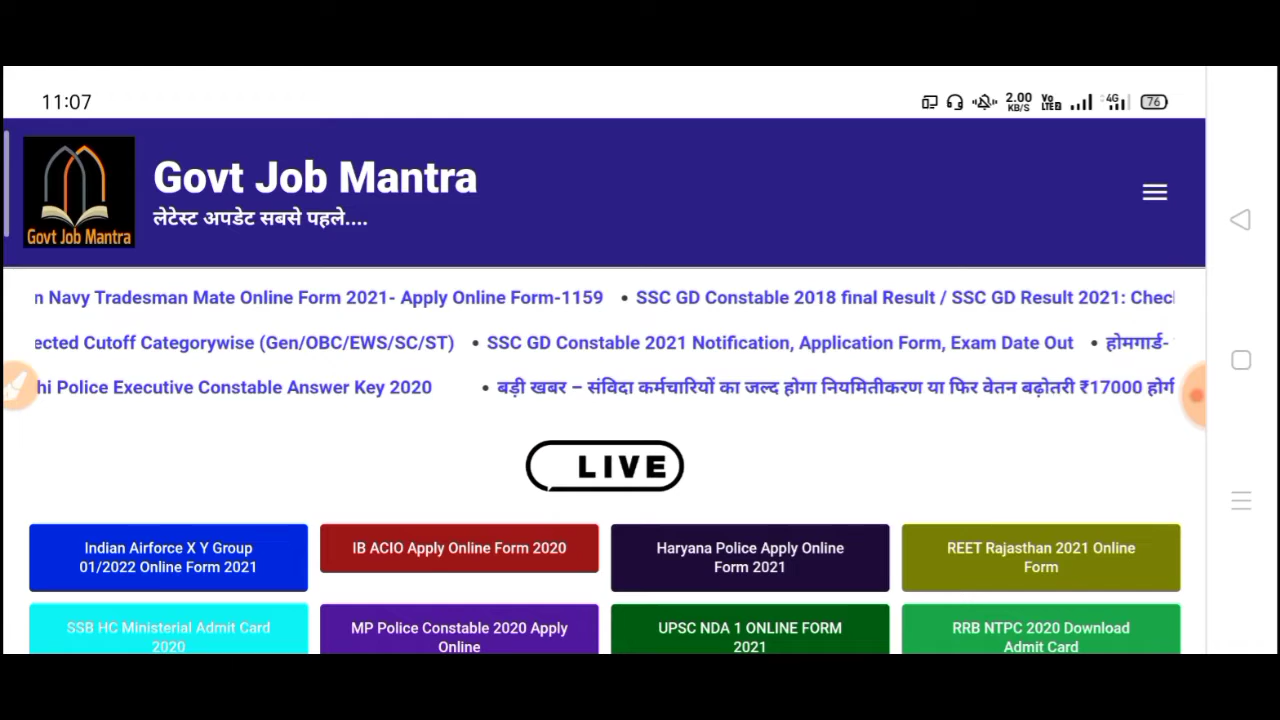 11:07
2.00 KB/S Vo LTE2 4G 76
Govt Job Mantra
लेटेस्ट अपडेट सबसे पहले....
Govt Job Mantra
n Navy Tradesman Mate Online Form 2021- Apply Online Form-1159 • SSC GD Constable 2018 final Result / SSC GD Result 2021: Chec
ected Cutoff Categorywise (Gen/OBC/EWS/SC/ST) • SSC GD Constable 2021 Notification, Application Form, Exam Date Out • होमगार्ड-
hi Police Executive Constable Answer Key 2020 • बड़ी खबर – संविदा कर्मचारियों का जल्द होगा नियमितीकरण या फिर वेतन बढ़ोतरी ₹17000
LIVE
Indian Airforce X Y Group
01/2022 Online Form 2021
IB ACIO Apply Online Form 2020
Haryana Police Apply Online
Form 2021
REET Rajasthan 2021 Online
Form
SSB HC Ministerial Admit Card
2020
MP Police Constable 2020 Apply
Online
UPSC NDA 1 ONLINE FORM
2021
RRB NTPC 2020 Download
Admit Card